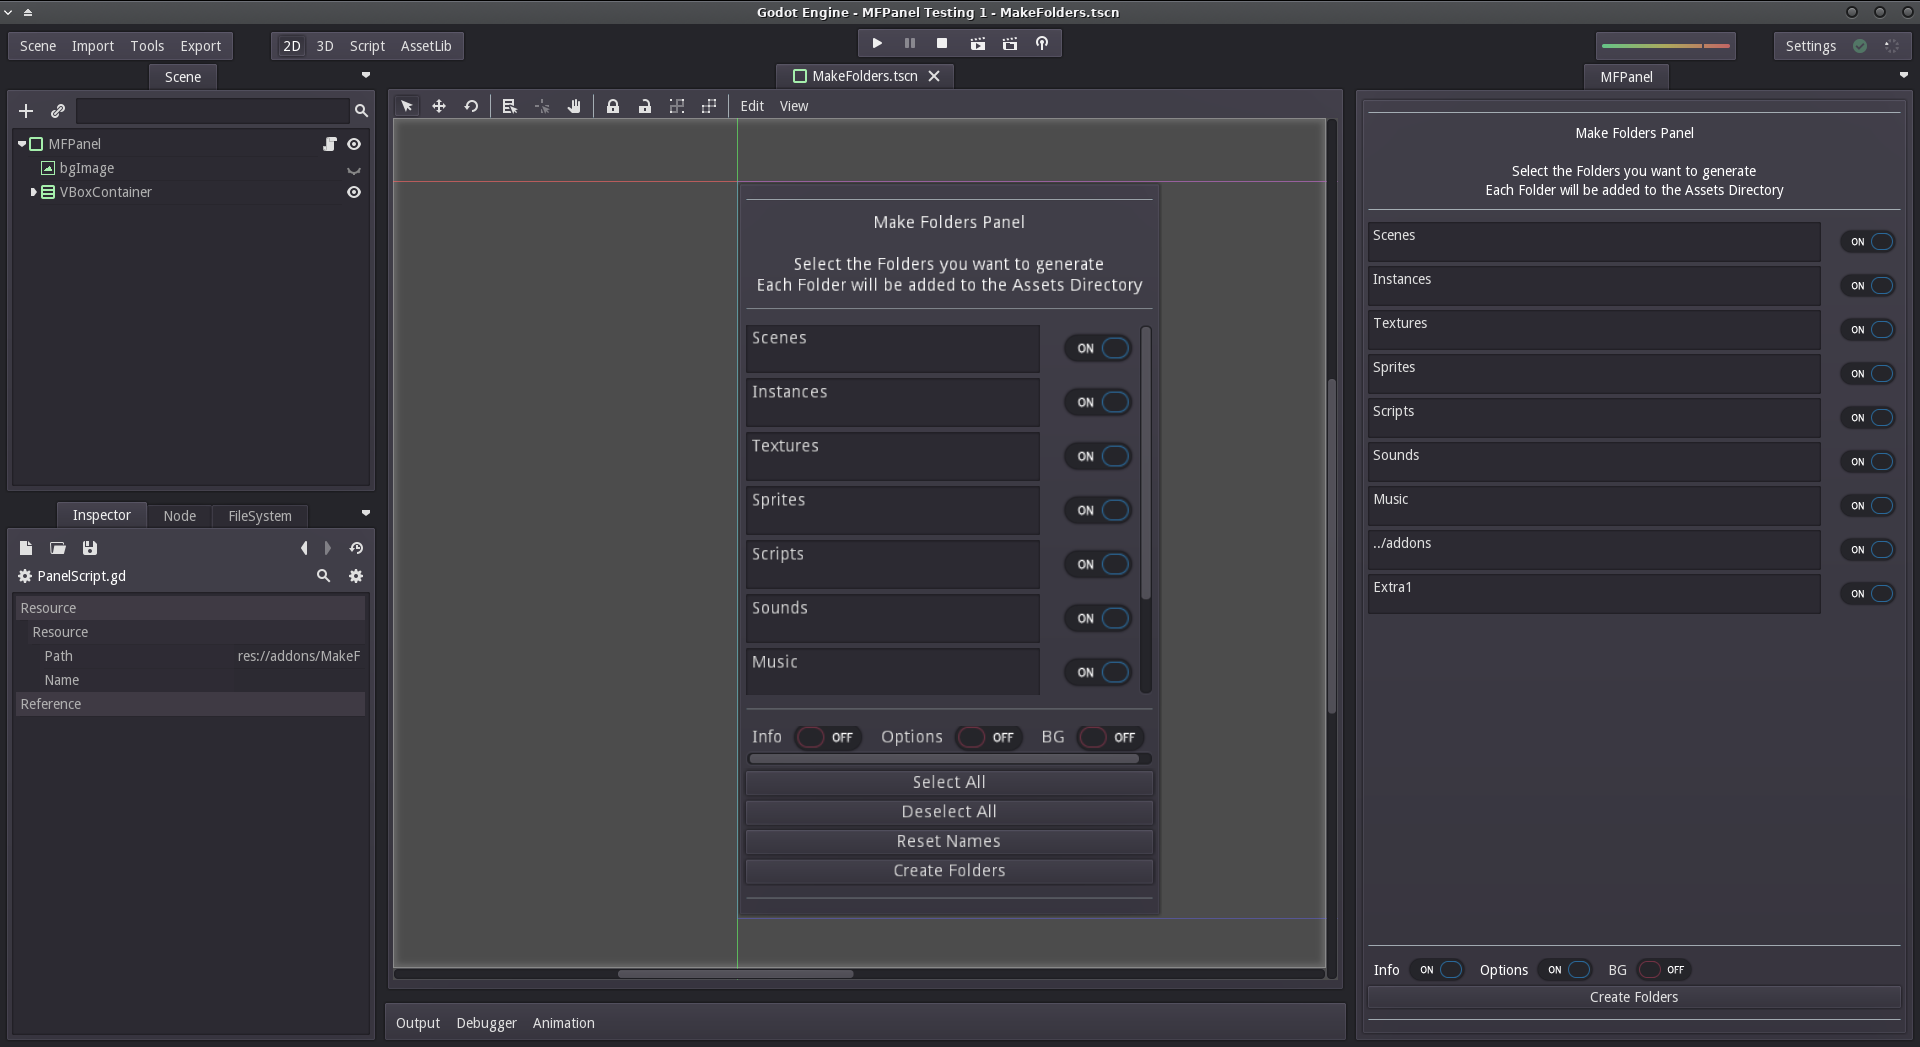 Godot Engine - MFPanel Testing 1 - MakeFolders.tscn
Scene Import Tools Export
2D 3D Script AssetLib
Settings
Scene
MakeFolders.tscn
MFPanel
Edit View
MFPanel
bgImage
VBoxContainer
Inspector Node FileSystem
PanelScript.gd
Resource
Resource
Path res://addons/MakeF
Name
Reference
Make Folders Panel
Select the Folders you want to generate
Each Folder will be added to the Assets Directory
Scenes ON
Instances ON
Textures ON
Sprites ON
Scripts ON
Sounds ON
Music ON
Info OFF Options OFF BG OFF
Select All
Deselect All
Reset Names
Create Folders
Output Debugger Animation
Make Folders Panel
Select the Folders you want to generate
Each Folder will be added to the Assets Directory
Scenes ON
Instances ON
Textures ON
Sprites ON
Scripts ON
Sounds ON
Music ON
../addons ON
Extra1 ON
Info ON Options ON BG OFF
Create Folders